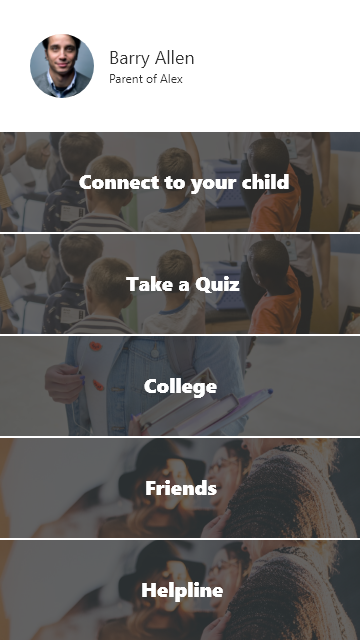 Barry Allen
Parent of Alex
Connect to your child
Take a Quiz
College
Friends
Helpline